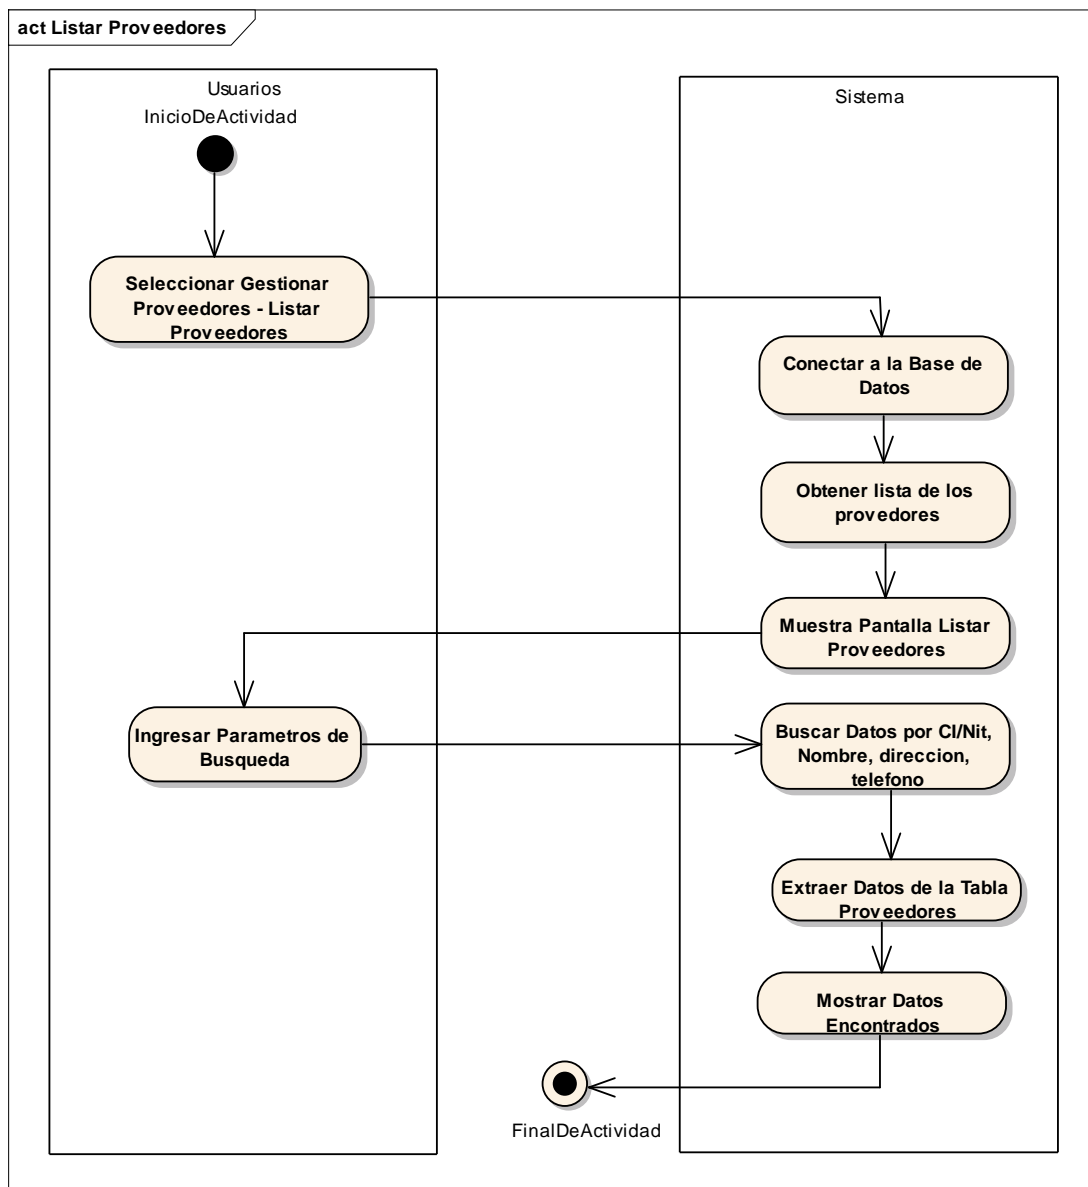 act Listar Proveedores
Usuarios
InicioDeActividad
Sistema
Seleccionar Gestionar
Proveedores - Listar
Proveedores
Conectar a la Base de
Datos
Obtener lista de los
provedores
Muestra Pantalla Listar
Proveedores
Ingresar Parametros de
Busqueda
Buscar Datos por CI/Nit,
Nombre, direccion,
telefono
Extraer Datos de la Tabla
Proveedores
Mostrar Datos
Encontrados
FinalDeActividad